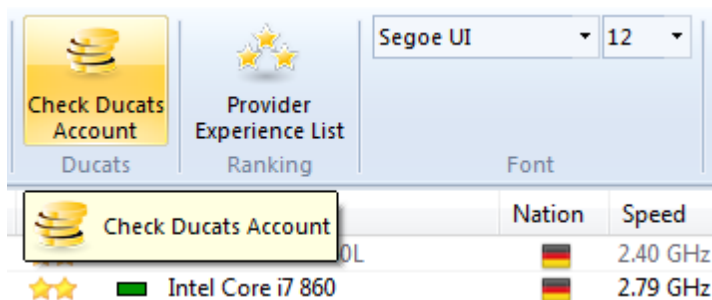 Segoe UI 12
Check Ducats
Account
Provider
Experience List
Ducats Ranking Font
Nation Speed
Check Ducats Account
0L 2.40 GHz
Intel Core i7 860 2.79 GHz